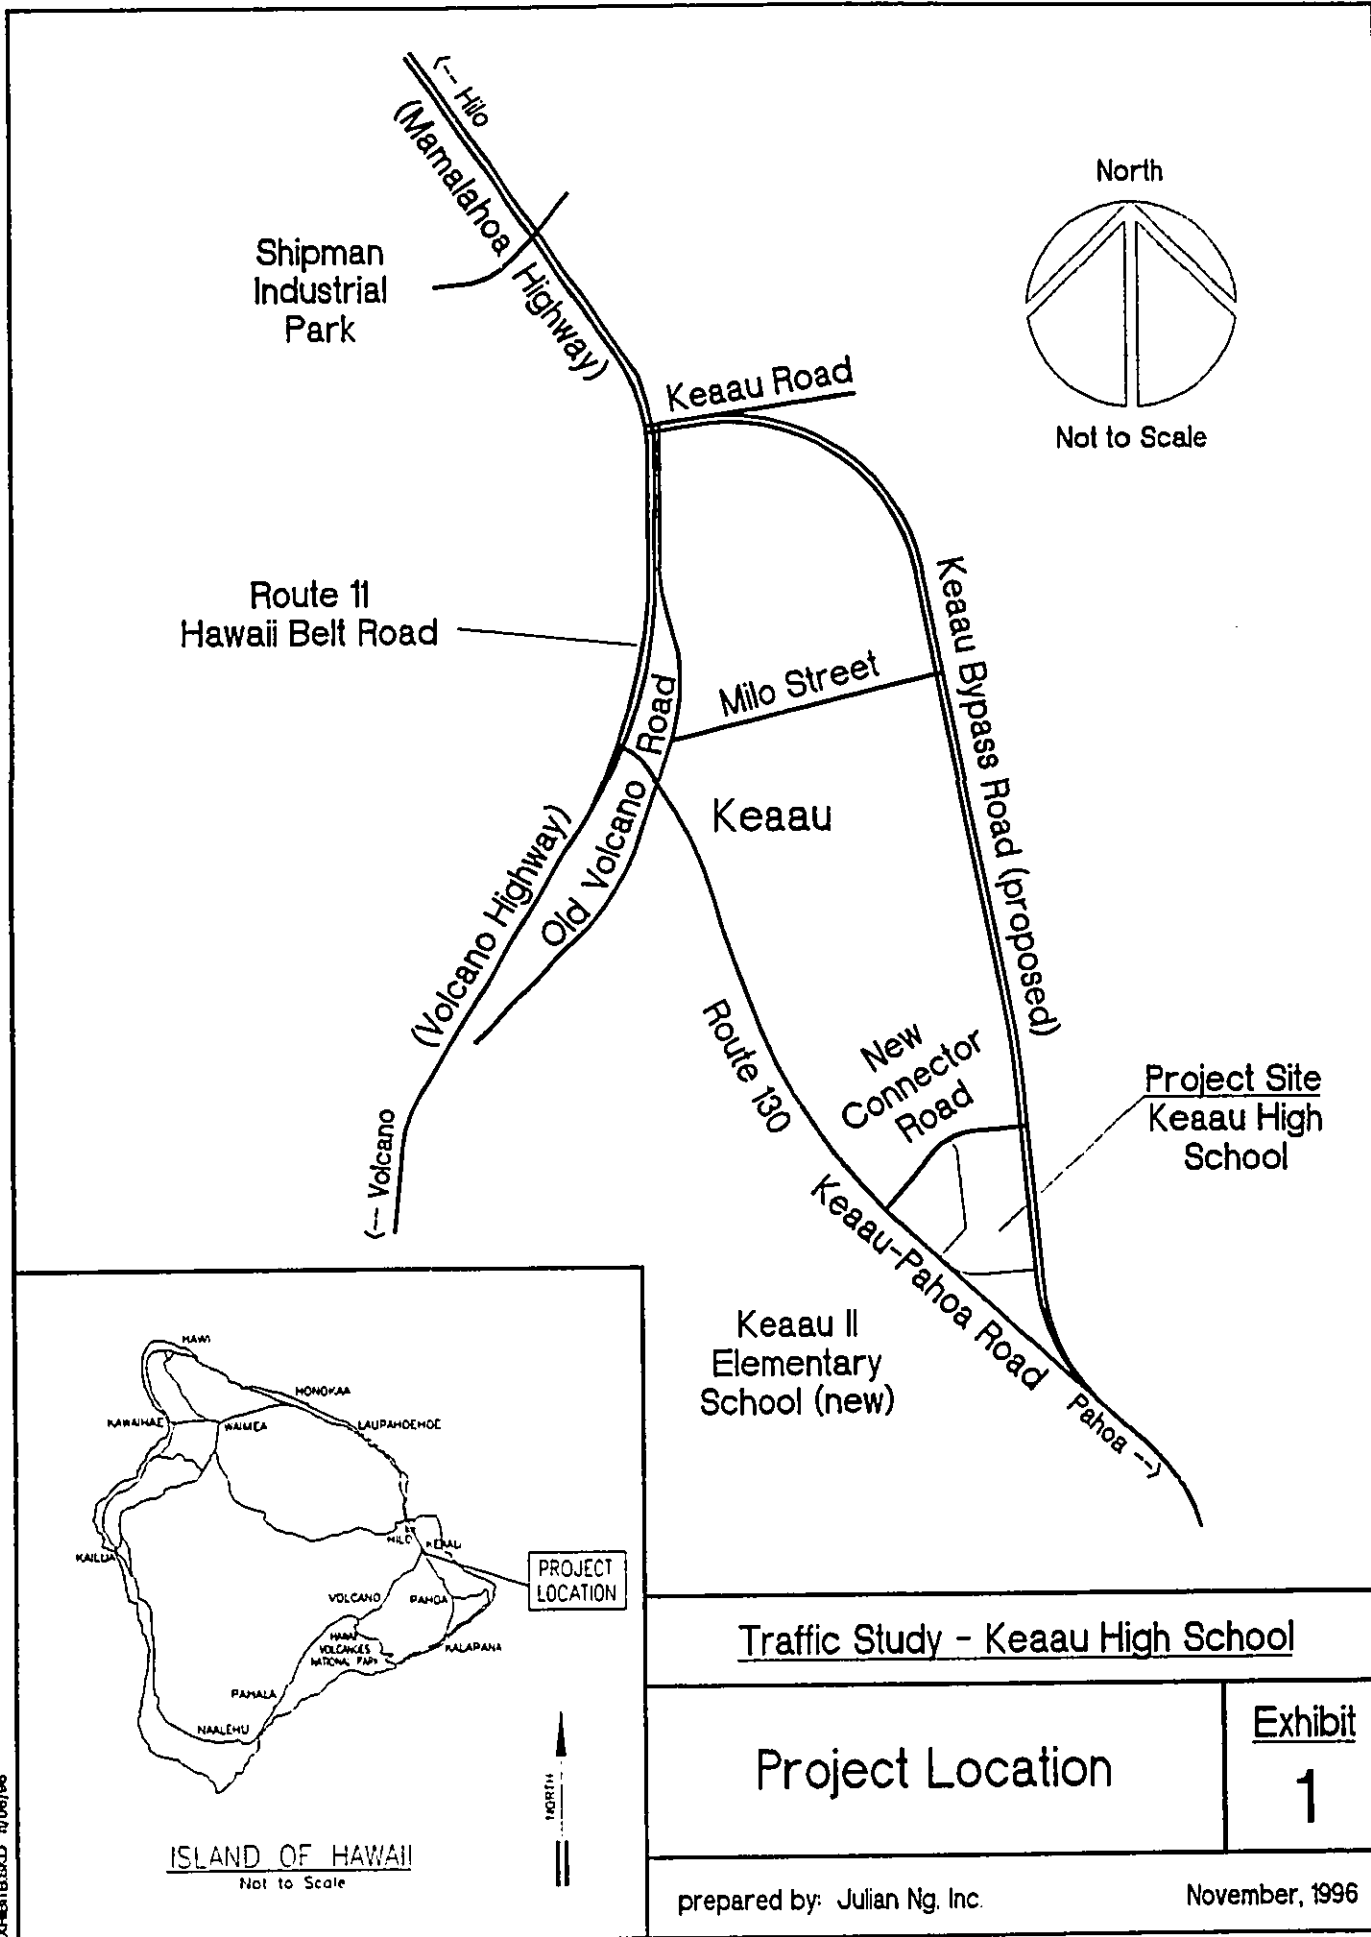 <--- Hilo
(Mamalahoa Highway)
North
Not to Scale
Shipman
Industrial
Park
Keaau Road
Route 11
Hawaii Belt Road
Keaau Bypass Road (proposed)
Milo Street
Old Volcano Road
Keaau
(Volcano Highway)
<--- Volcano
Route 130
New
Connector
Road
Project Site
Keaau High
School
Keaau-Pahoa Road
Keaau II
Elementary
School (new)
Pahoa -->
HAWI
HONOKAA
KAWAIHAE
WAIMEA
LAUPAHOEHOE
HILO
KEAAU
KAILUA
PROJECT
LOCATION
VOLCANO
PAHOA
HAWAII
VOLCANOES
NATIONAL PARK
KALAPANA
PAHALA
NAALEHU
NORTH
ISLAND OF HAWAII
Not to Scale
Traffic Study - Keaau High School
Project Location
Exhibit
1
prepared by: Julian Ng, Inc.
November, 1996